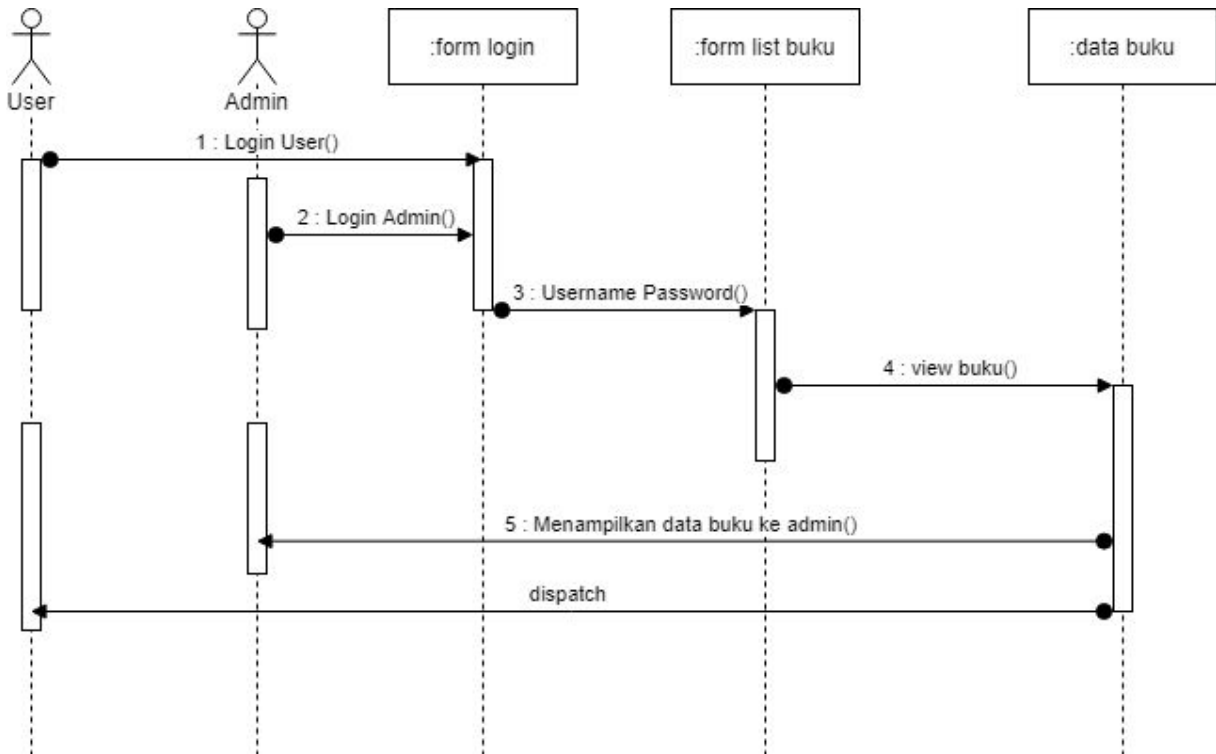 :form login
:form list buku
:data buku
User
Admin
1 : Login User()
2 : Login Admin()
3 : Username Password()
4 : view buku()
5 : Menampilkan data buku ke admin()
dispatch